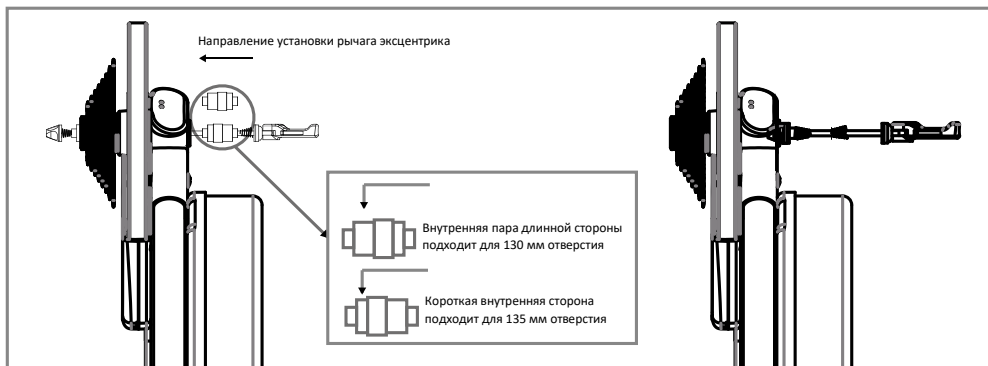 Направление установки рычага эксцентрика
Внутренняя пара длинной стороны
подходит для 130 мм отверстия
Короткая внутренняя сторона
подходит для 135 мм отверстия